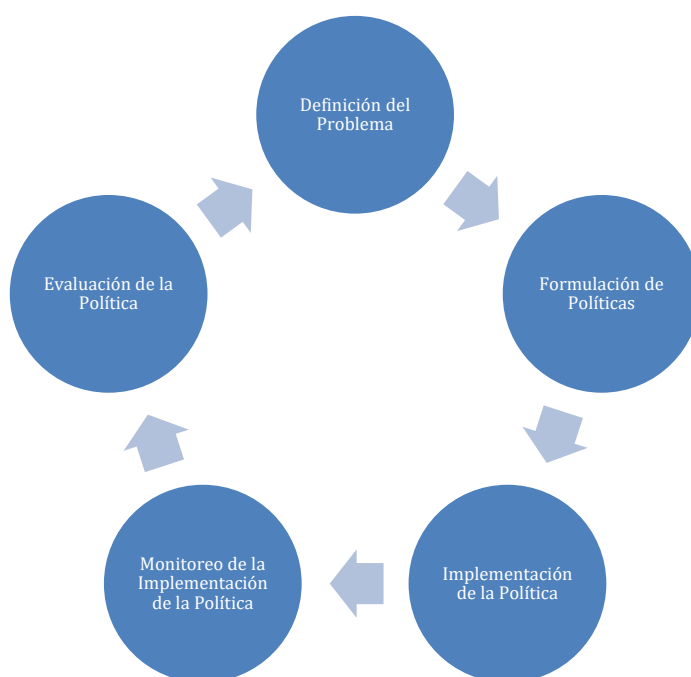 Definición del
Problema
Formulación de
Políticas
Implementación
de la Política
Monitoreo de la
Implementación
de la Política
Evaluación de la
Política